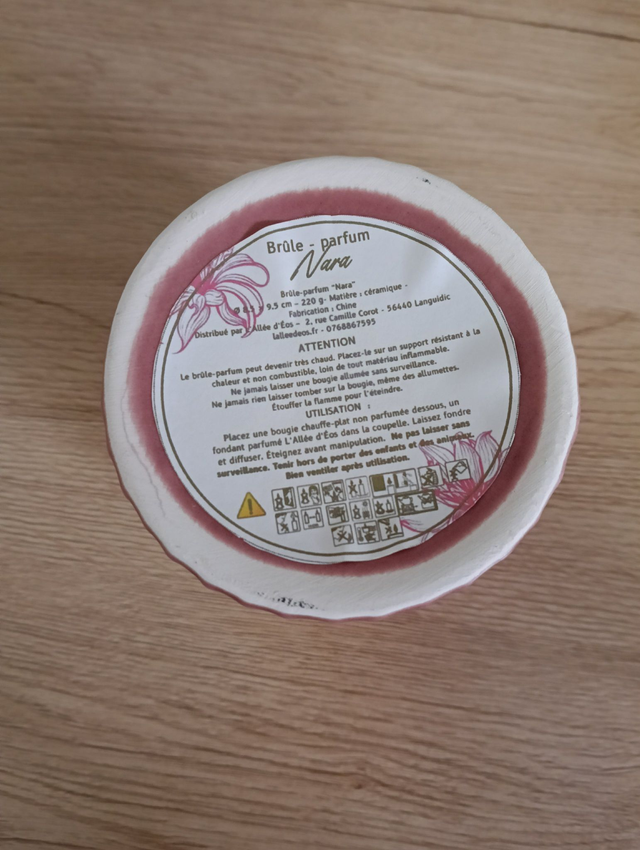 Brûle - parfum
Nara
Brûle-parfum "Nara"
9.5 cm - 220 g- Matière : céramique -
Fabrication : Chine
Distribué par Allée d'Éos - 2, rue Camille Corot - 56440 Languidic
lalleedeos.fr - 0768867595
ATTENTION
Le brûle-parfum peut devenir très chaud. Placez-le sur un support résistant à la
chaleur et non combustible, loin de tout matériau inflammable.
Ne jamais laisser une bougie allumée sans surveillance.
Ne jamais rien laisser tomber sur la bougie, même des allumettes.
Étouffer la flamme pour l'éteindre.
UTILISATION :
Placez une bougie chauffe-plat non parfumée dessous, un
fondant parfumé L'Allée d'Éos dans la coupelle. Laissez fondre
et diffuser. Éteignez avant manipulation. Ne pas laisser sans
surveillance. Tenir hors de porter des enfants et des animaux.
Bien ventiler après utilisation.